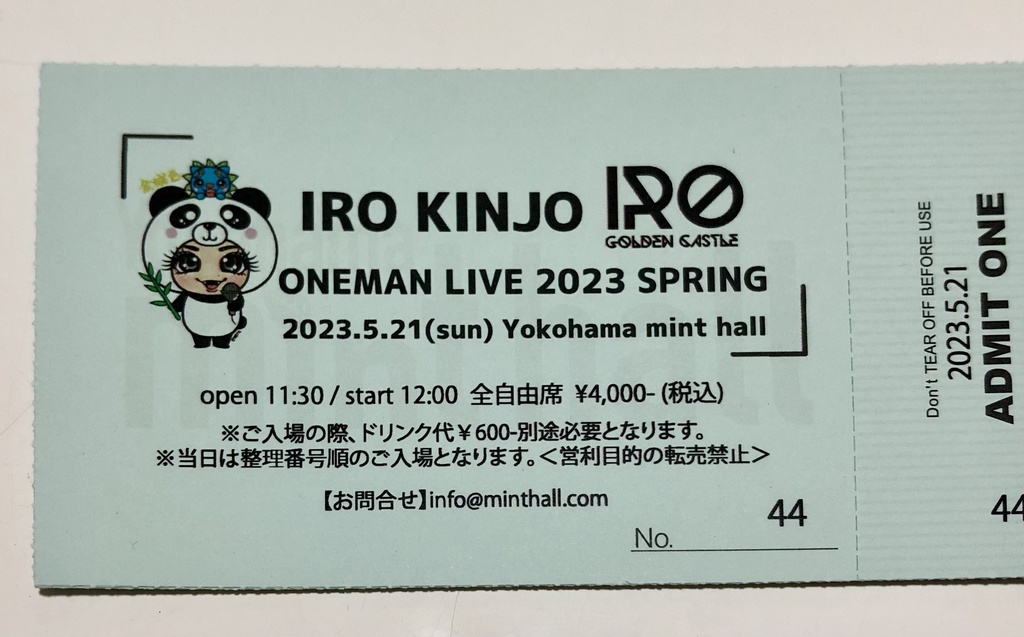 IRO KINJO IRO
GOLDEN CASTLE
ONEMAN LIVE 2023 SPRING
2023.5.21(sun) Yokohama mint hall
open 11:30 / start 12:00 全自由席 ¥4,000- (税込)
※ご入場の際、ドリンク代￥600-別途必要となります。
※当日は整理番号順のご入場となります。＜営利目的の転売禁止＞
【お問合せ】info@minthall.com
No. 44
Don't TEAR OFF BEFORE USE
2023.5.21
ADMIT ONE
44